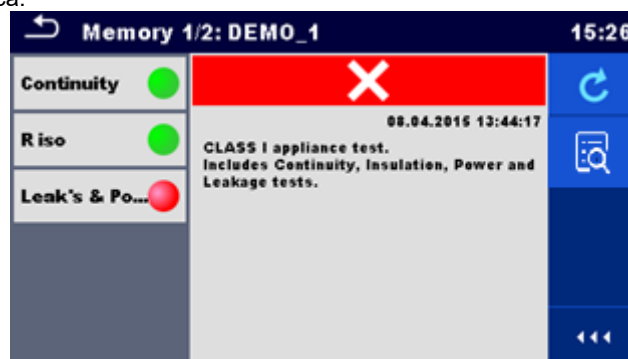 ca.
Memory 1/2: DEMO_1
15:26
Continuity
R iso
Leak's & Po...
08.04.2015 13:44:17
CLASS I appliance test.
Includes Continuity, Insulation, Power and
Leakage tests.